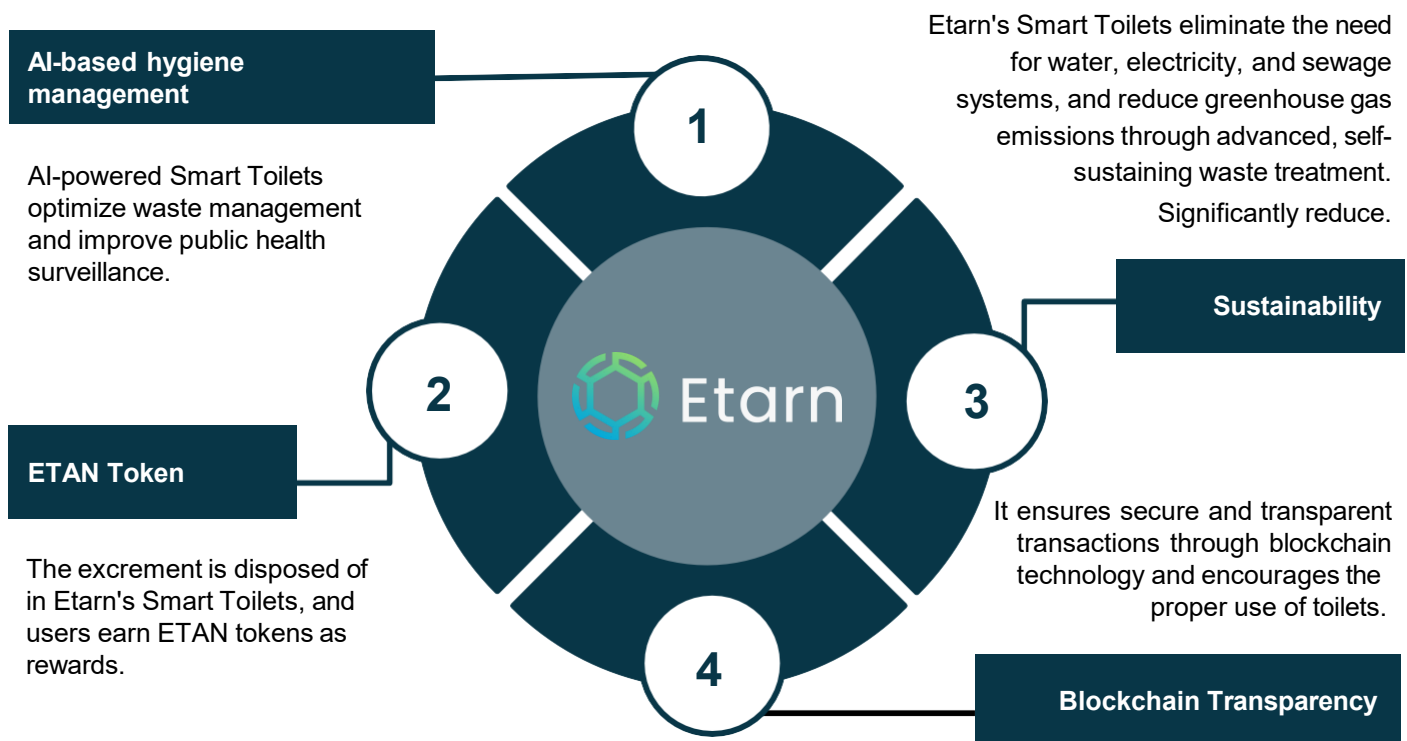 AI-based hygiene
management
1
AI-powered Smart Toilets
optimize waste management
and improve public health
surveillance.
Etarn's Smart Toilets eliminate the need
for water, electricity, and sewage
systems, and reduce greenhouse gas
emissions through advanced, self-
sustaining waste treatment.
Significantly reduce.
Sustainability
2
Etarn
3
ETAN Token
The excrement is disposed of
in Etarn's Smart Toilets, and
users earn ETAN tokens as
rewards.
It ensures secure and transparent
transactions through blockchain
technology and encourages the
proper use of toilets.
4
Blockchain Transparency